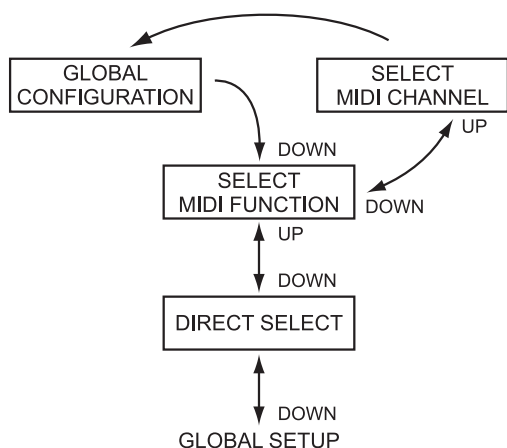 GLOBAL
CONFIGURATION
SELECT
MIDI CHANNEL
UP
DOWN
SELECT
MIDI FUNCTION
DOWN
UP
DOWN
DIRECT SELECT
DOWN
GLOBAL SETUP